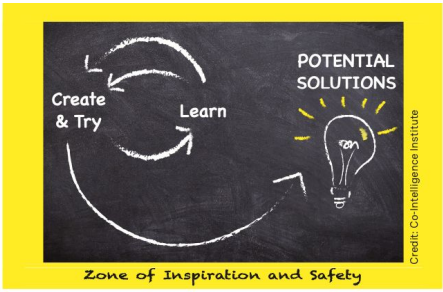 POTENTIAL
SOLUTIONS
Create
& Try
Learn
Credit: Co-Intelligence Institute
Zone of Inspiration and Safety